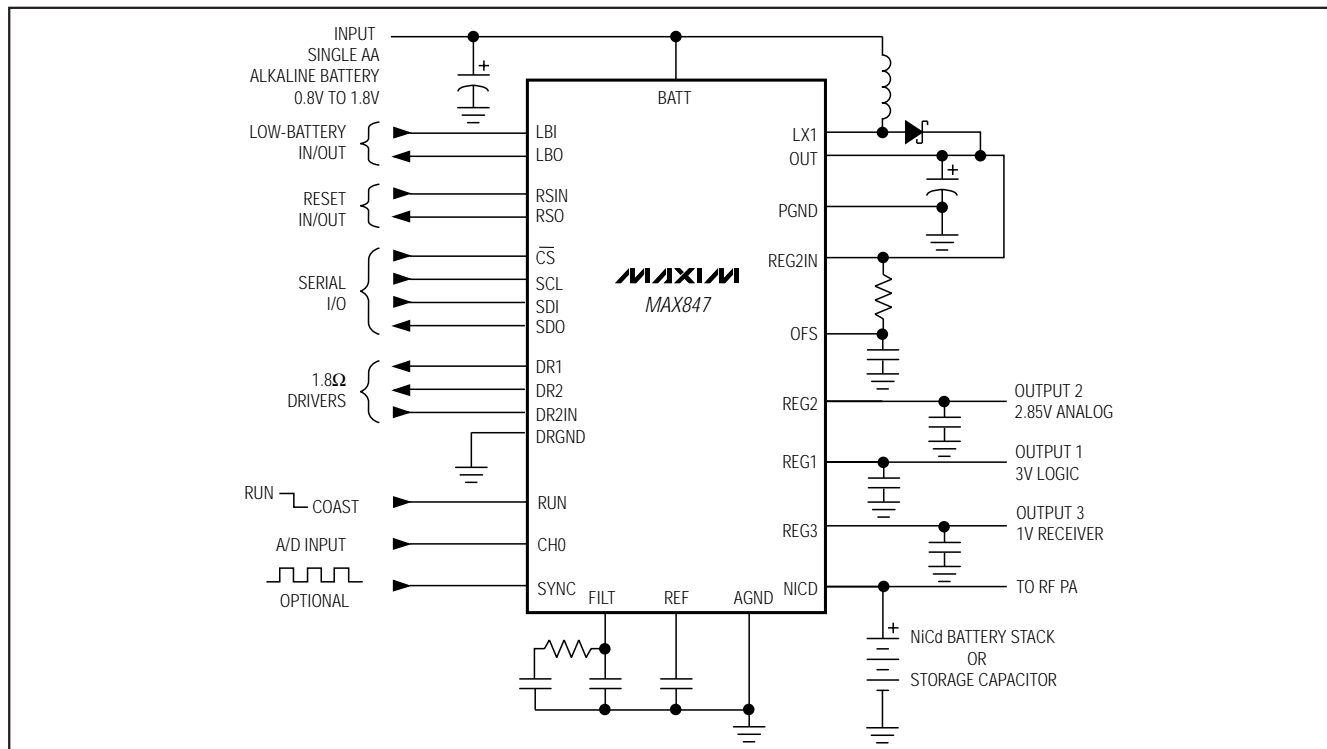 INPUT
SINGLE AA
ALKALINE BATTERY
0.8V TO 1.8V
LOW-BATTERY
IN/OUT
RESET
IN/OUT
SERIAL
I/O
1.8Ω
DRIVERS
RUN
COAST
A/D INPUT
OPTIONAL
BATT
LBI
LBO
RSIN
RSO
CS
SCL
SDI
SDO
DR1
DR2
DR2IN
DRGND
RUN
CH0
SYNC
FILT
REF
AGND
MAXIM
MAX847
LX1
OUT
PGND
REG2IN
OFS
REG2
REG1
REG3
NICD
+
+
OUTPUT 2
2.85V ANALOG
OUTPUT 1
3V LOGIC
OUTPUT 3
1V RECEIVER
TO RF PA
+
NiCd BATTERY STACK
OR
STORAGE CAPACITOR